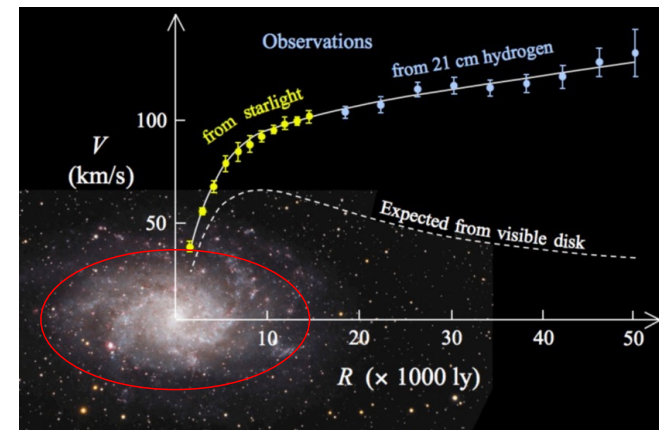 Observations
from 21 cm hydrogen
from starlight
100
V
(km/s)
50
Expected from visible disk
10
20
30
40
50
R (× 1000 ly)